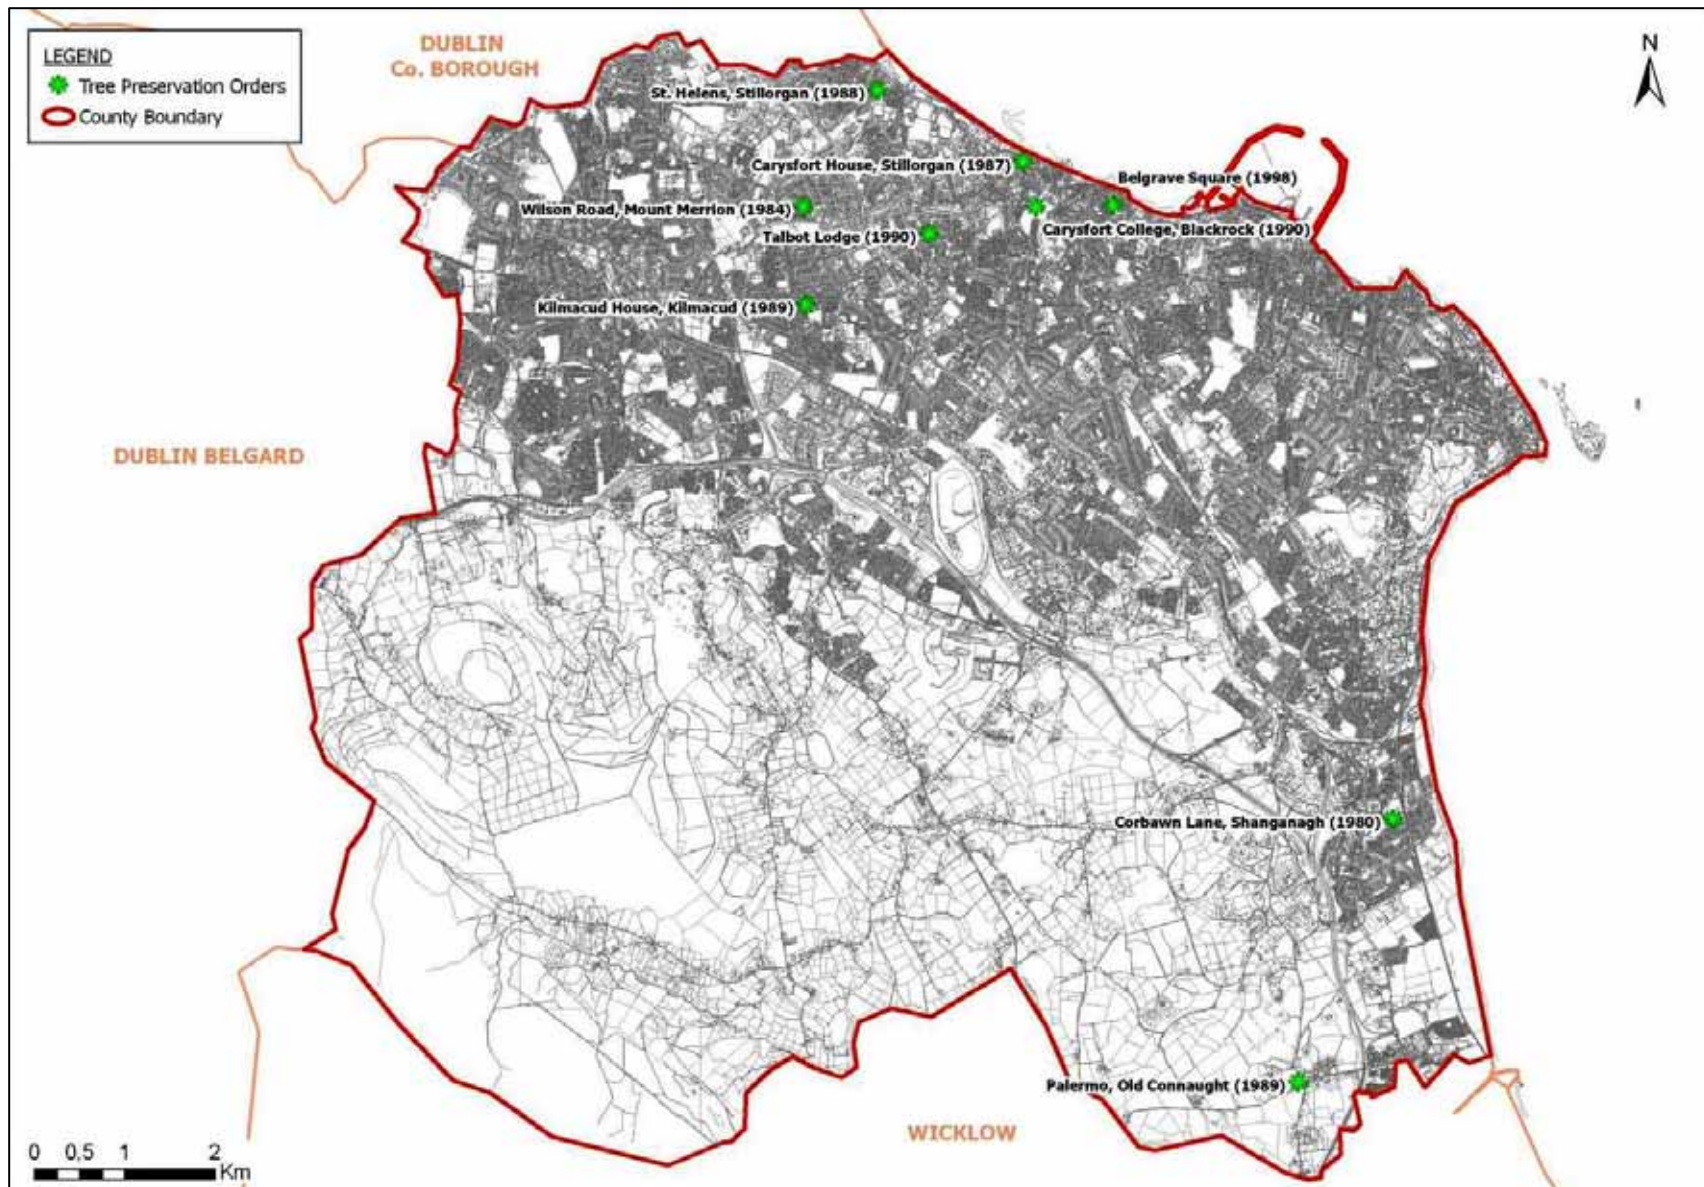 LEGEND
Tree Preservation Orders
County Boundary
DUBLIN
Co. BOROUGH
N
St. Helens, Stillorgan (1988)
Carysfort House, Stillorgan (1987)
Belgrave Square (1998)
Wilson Road, Mount Merrion (1984)
Carysfort College, Blackrock (1990)
Talbot Lodge (1990)
Kilmacud House, Kilmacud (1989)
DUBLIN BELGARD
Corbawn Lane, Shanganagh (1980)
Palermo, Old Connaught (1989)
WICKLOW
0 0,5 1 2
Km